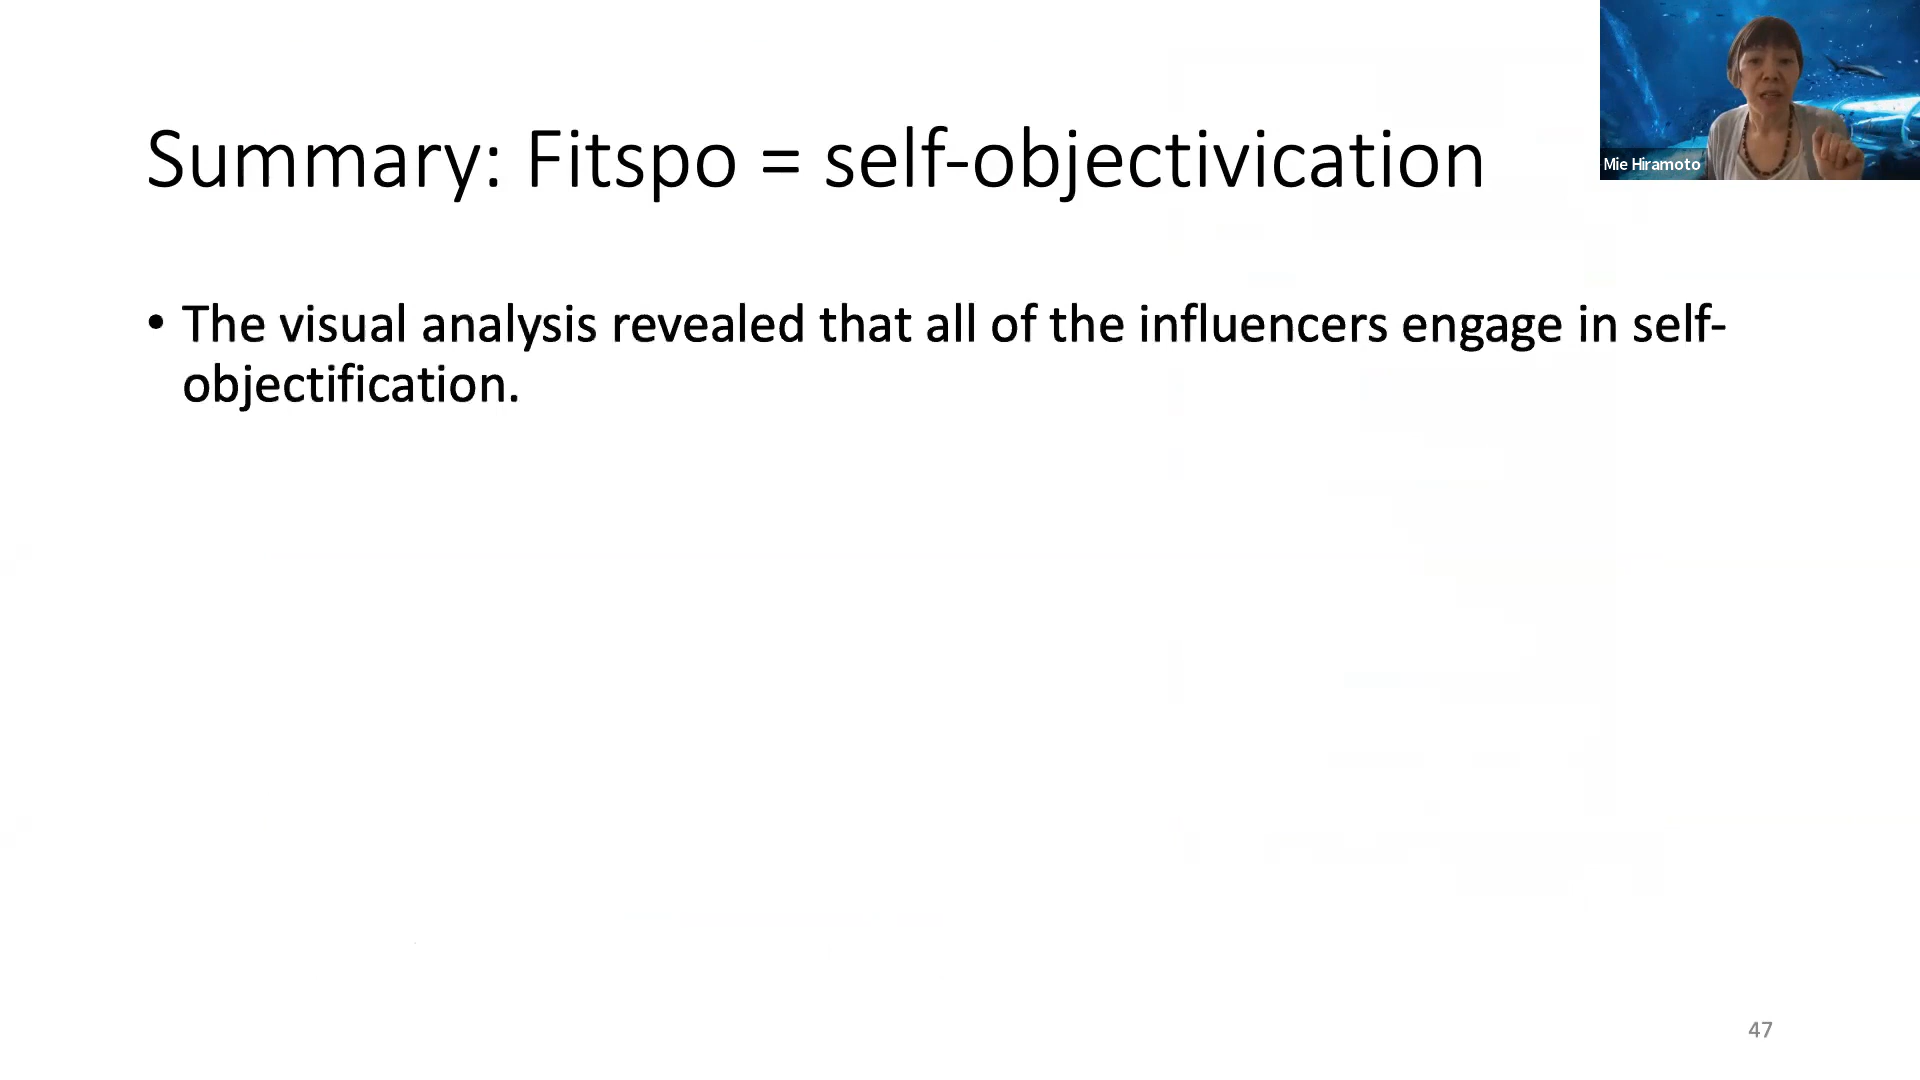 Summary: Fitspo = self-objectivication
Mie Hiramoto
• The visual analysis revealed that all of the influencers engage in self-
objectification.
47